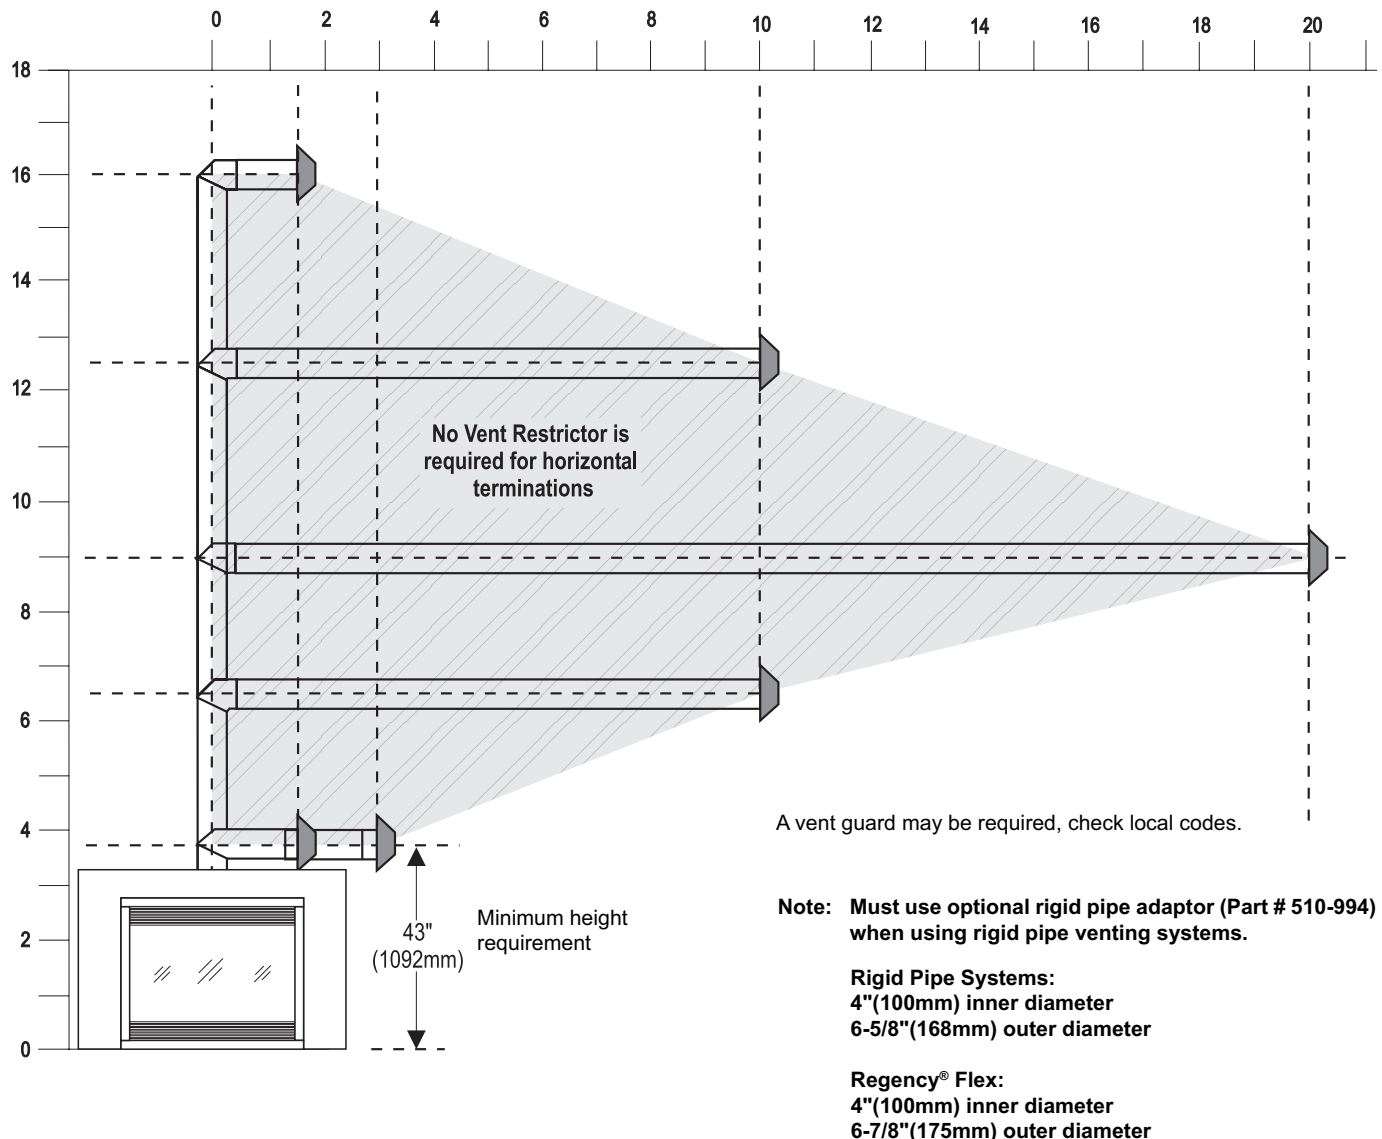 0 2 4 6 8 10 12 14 16 18 20
18
16
14
12
10
8
6
4
2
0
No Vent Restrictor is
required for horizontal
terminations
A vent guard may be required, check local codes.
43"
(1092mm)
Minimum height
requirement
Note: Must use optional rigid pipe adaptor (Part # 510-994)
when using rigid pipe venting systems.
Rigid Pipe Systems:
4"(100mm) inner diameter
6-5/8"(168mm) outer diameter
Regency® Flex:
4"(100mm) inner diameter
6-7/8"(175mm) outer diameter